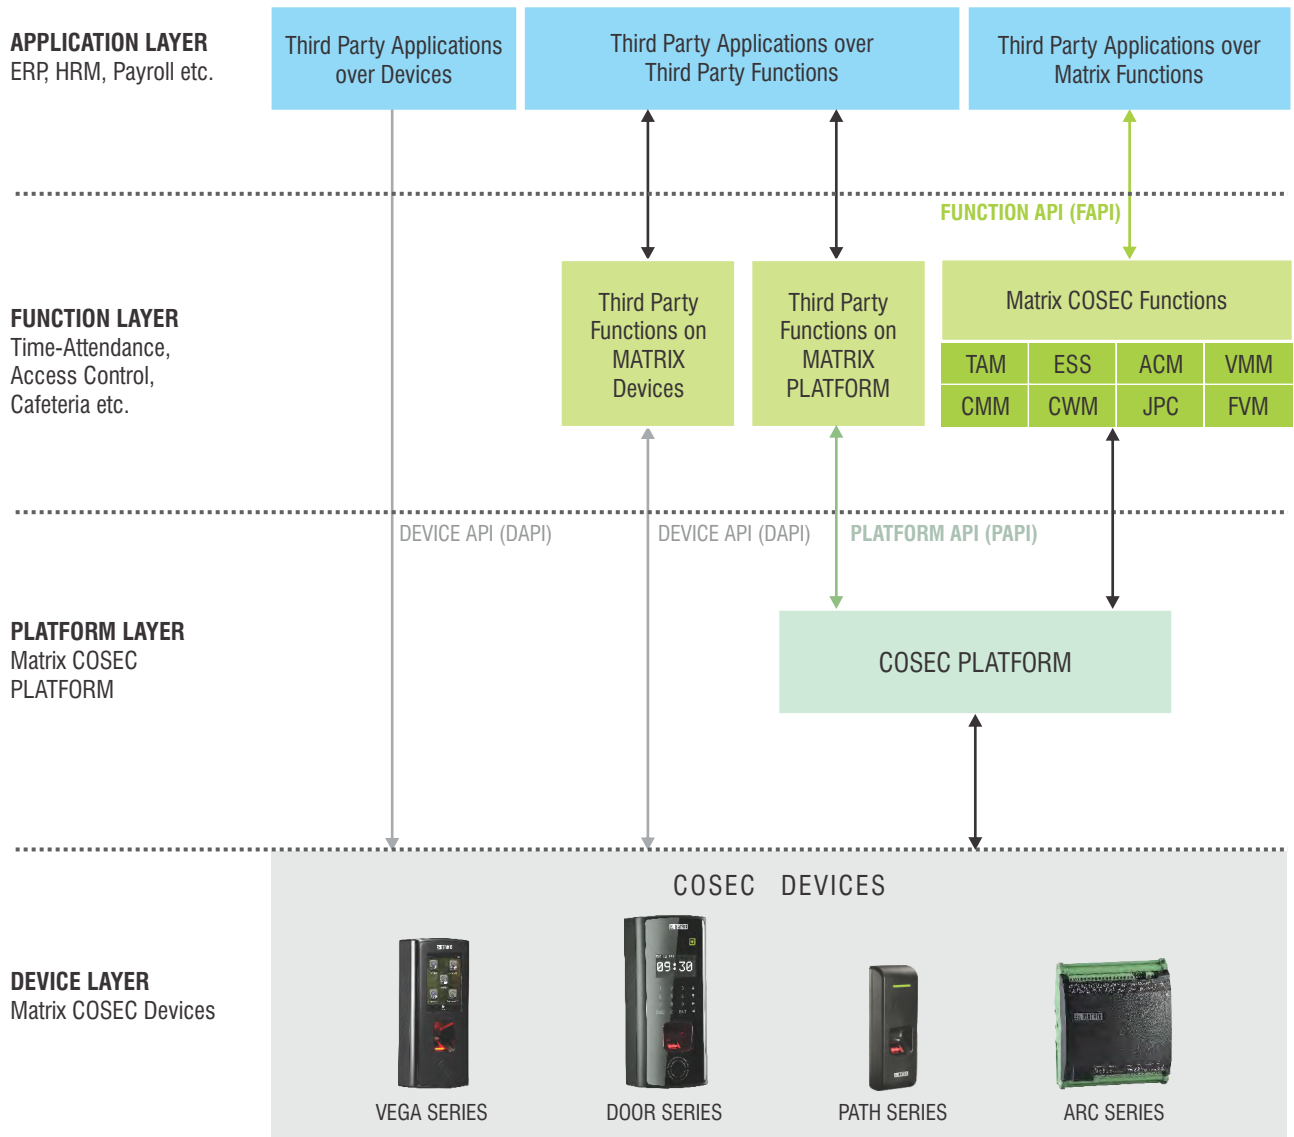 APPLICATION LAYER
ERP, HRM, Payroll etc.
Third Party Applications
over Devices
Third Party Applications over
Third Party Functions
Third Party Applications over
Matrix Functions
FUNCTION API (FAPI)
FUNCTION LAYER
Time-Attendance,
Access Control,
Cafeteria etc.
Third Party
Functions on
MATRIX
Devices
Third Party
Functions on
MATRIX
PLATFORM
Matrix COSEC Functions
TAM ESS ACM VMM
CMM CWM JPC FVM
DEVICE API (DAPI)
DEVICE API (DAPI)
PLATFORM API (PAPI)
PLATFORM LAYER
Matrix COSEC
PLATFORM
COSEC PLATFORM
COSEC DEVICES
09:30
DEVICE LAYER
Matrix COSEC Devices
VEGA SERIES
DOOR SERIES
PATH SERIES
ARC SERIES